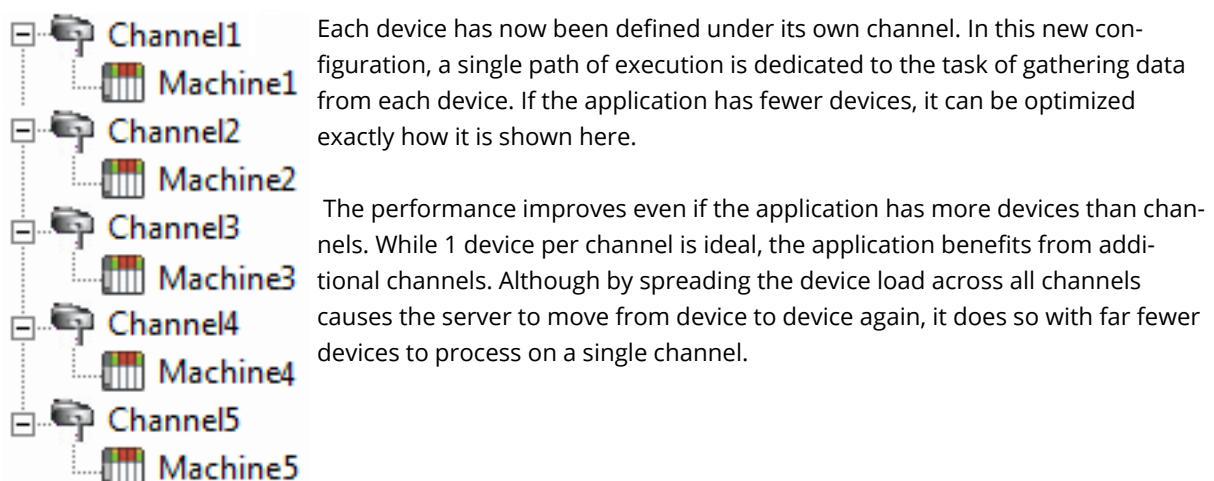 Channel1
Machine1
Channel2
Machine2
Channel3
Machine3
Channel4
Machine4
Channel5
Machine5
Each device has now been defined under its own channel. In this new con-
figuration, a single path of execution is dedicated to the task of gathering data
from each device. If the application has fewer devices, it can be optimized
exactly how it is shown here.
The performance improves even if the application has more devices than chan-
nels. While 1 device per channel is ideal, the application benefits from addi-
tional channels. Although by spreading the device load across all channels
causes the server to move from device to device again, it does so with far fewer
devices to process on a single channel.